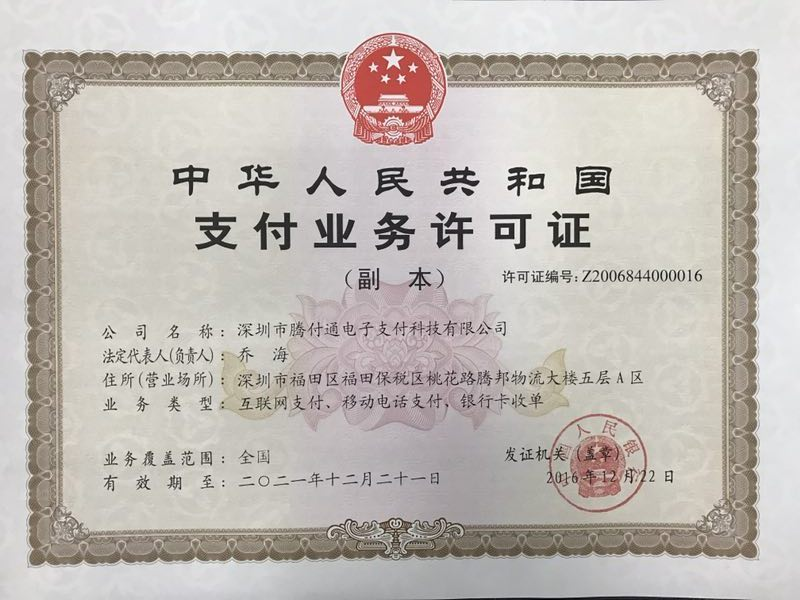 中华人民共和国
支付业务许可证
（副 本）
许可证编号：Z2006844000016
公司名称：深圳市腾付通电子支付科技有限公司
法定代表人(负责人)：乔 海
住所(营业场所)：深圳市福田区福田保税区桃花路腾邦物流大楼五层A区
业务类型：互联网支付、移动电话支付、银行卡收单
业务覆盖范围：全国
发证机关（盖章）
中国人民银行
有效期至：二〇二一年十二月二十一日
2016年12月22日